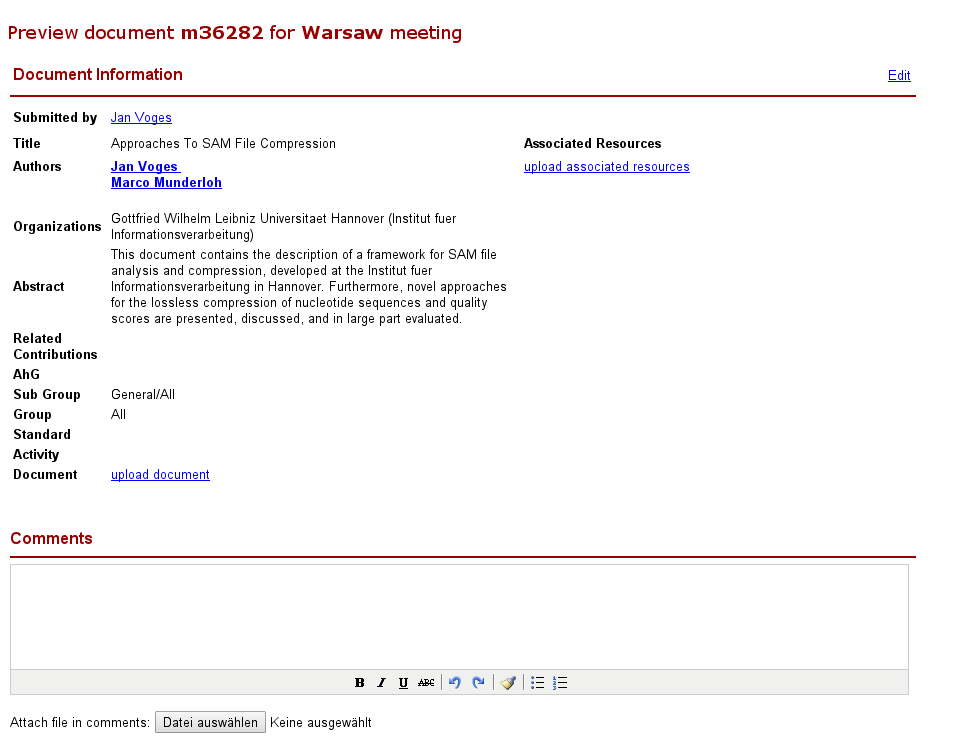 Preview document m36282 for Warsaw meeting
Document Information
Edit
Submitted by Jan Voges
Title Approaches To SAM File Compression
Associated Resources
Authors Jan Voges
Marco Munderloh
upload associated resources
Organizations Gottfried Wilhelm Leibniz Universitaet Hannover (Institut fuer
Informationsverarbeitung)
Abstract This document contains the description of a framework for SAM file
analysis and compression, developed at the Institut fuer
Informationsverarbeitung in Hannover. Furthermore, novel approaches
for the lossless compression of nucleotide sequences and quality
scores are presented, discussed, and in large part evaluated.
Related
Contributions
AhG
Sub Group General/All
Group All
Standard
Activity
Document upload document
Comments
B I U ABC
Attach file in comments: Datei auswählen Keine ausgewählt